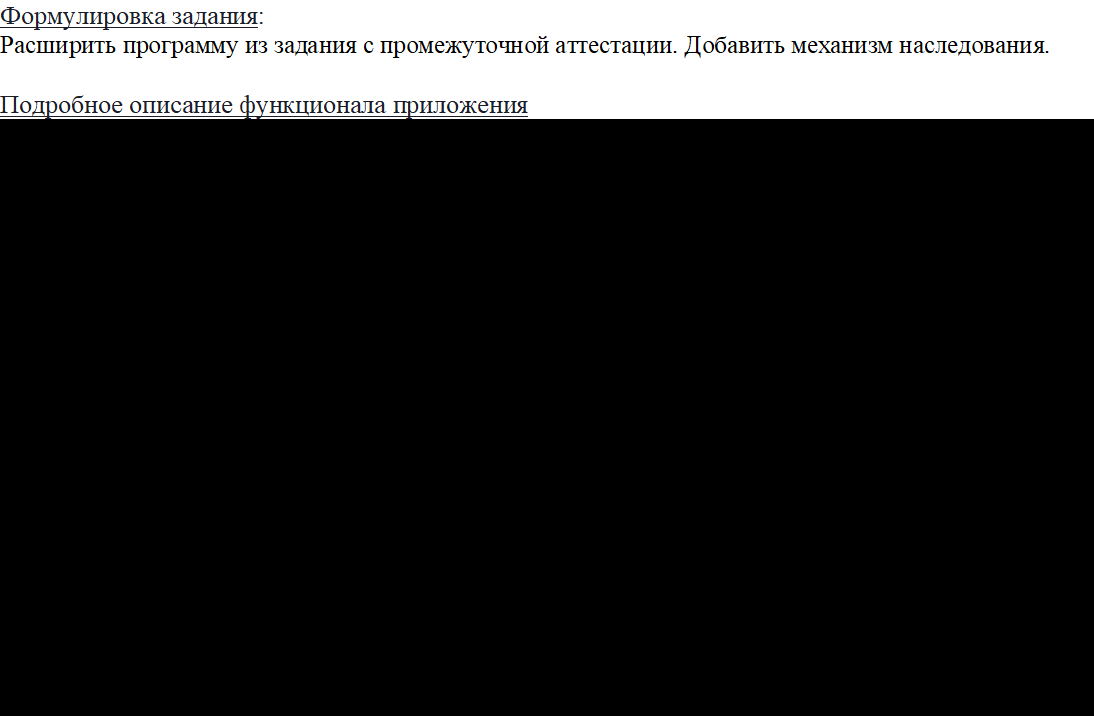 Формулировка задания:
Расширить программу из задания с промежуточной аттестации. Добавить механизм наследования.
Подробное описание функционала приложения